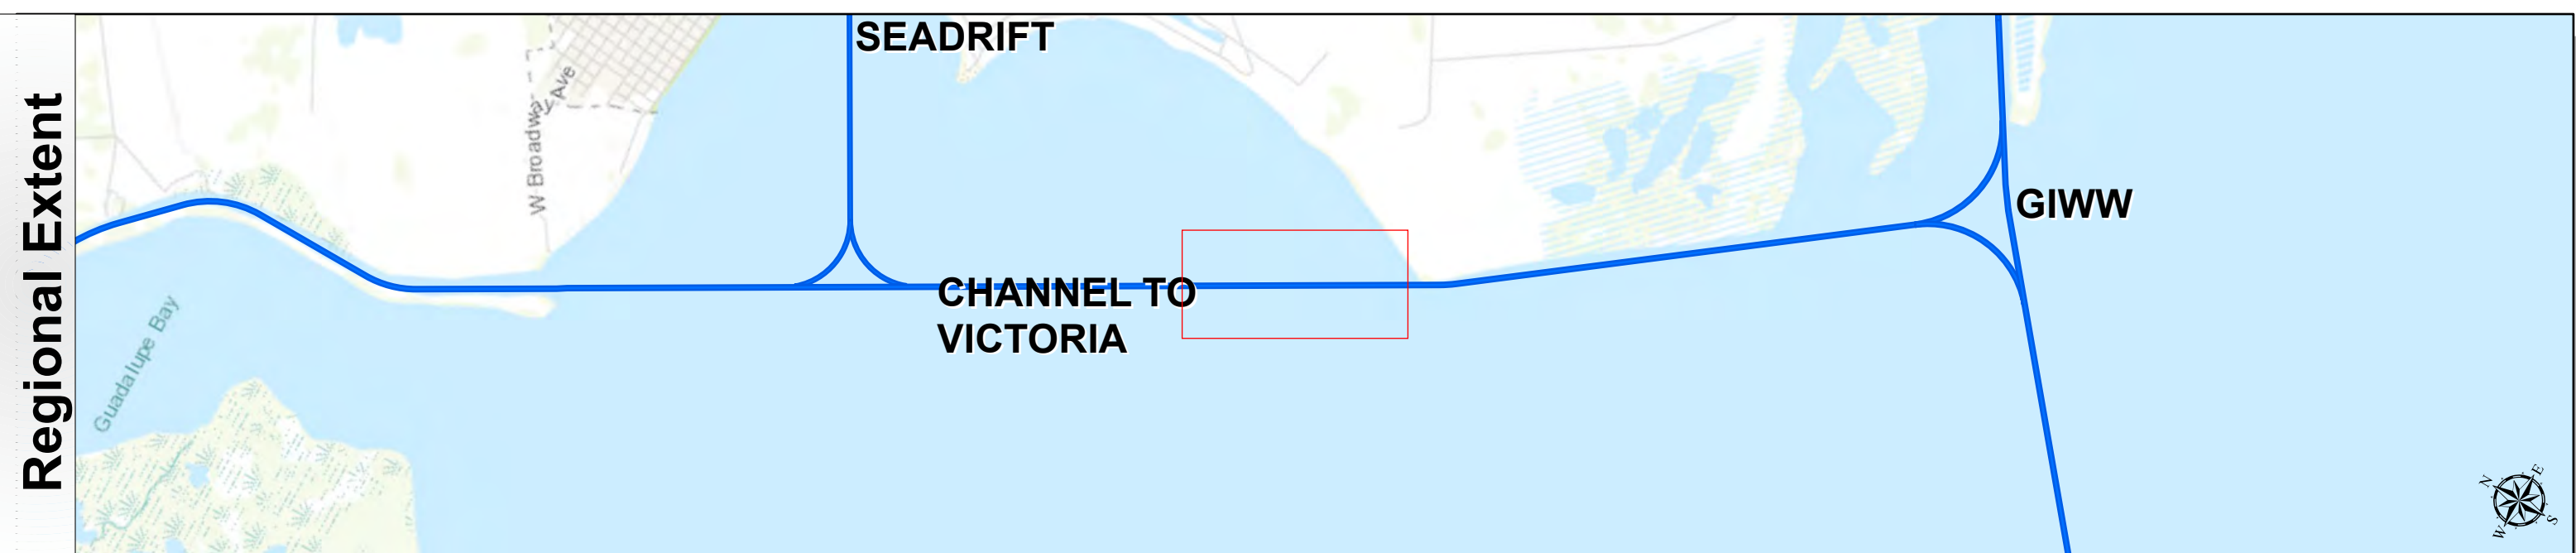 Regional Extent
SEADRIFT
W Broadway Ave
GIWW
CHANNEL TO
VICTORIA
Guadalupe Bay
N
E
W
S